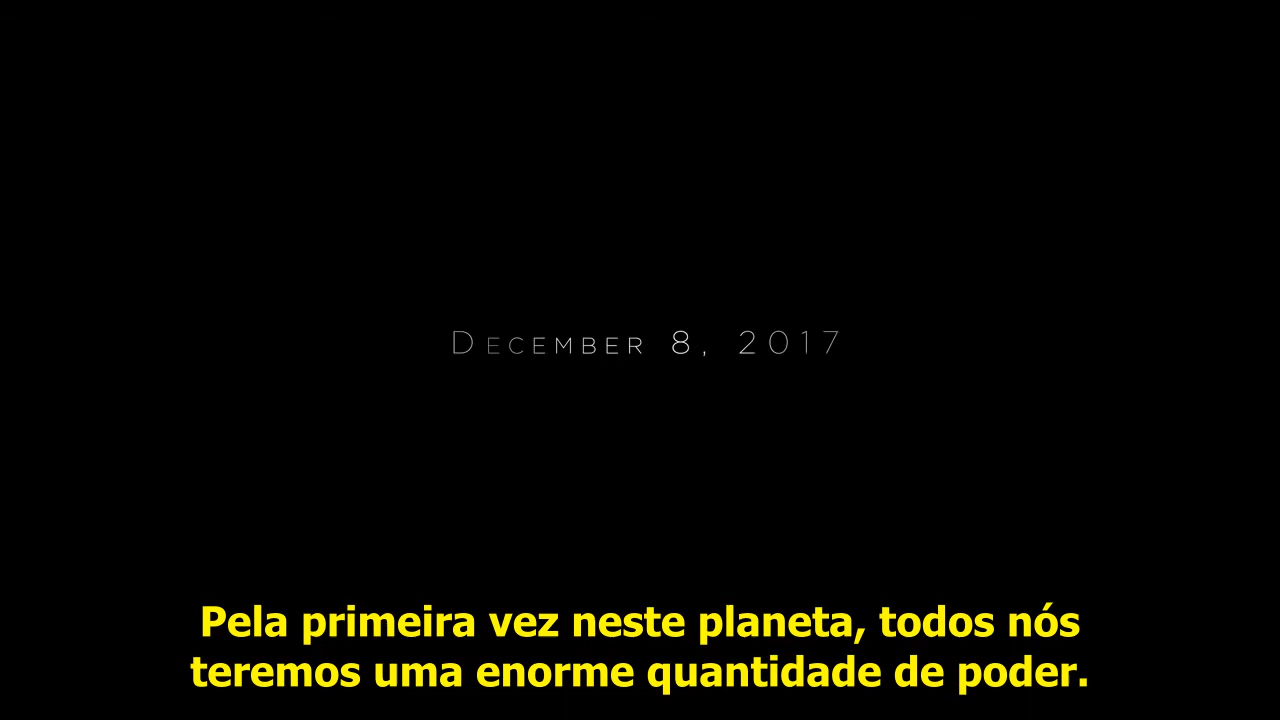 December 8, 2017
Pela primeira vez neste planeta, todos nós
teremos uma enorme quantidade de poder.